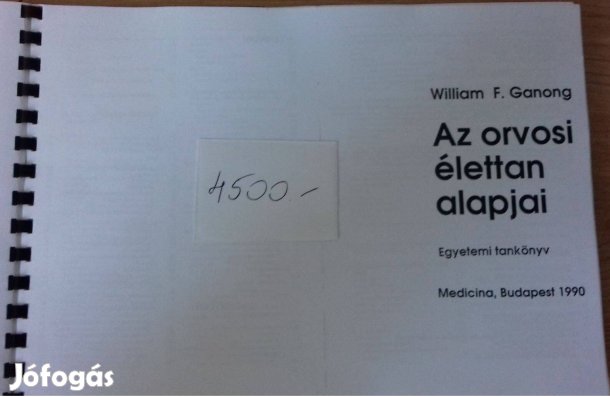 William F. Ganong
Az orvosi
élettan
alapjai
4500.-
Egyetemi tankönyv
Medicina, Budapest 1990
Jófogás